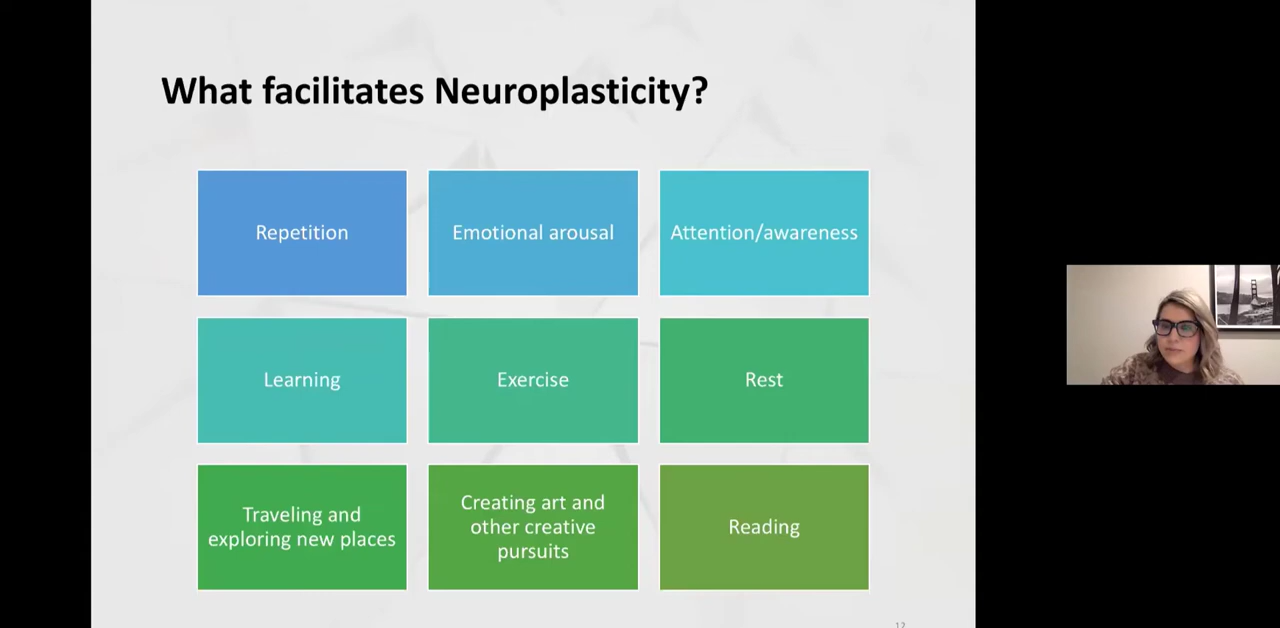 What facilitates Neuroplasticity?
Repetition
Emotional arousal
Attention/awareness
Learning
Exercise
Rest
Traveling and
exploring new places
Creating art and
other creative
pursuits
Reading
12